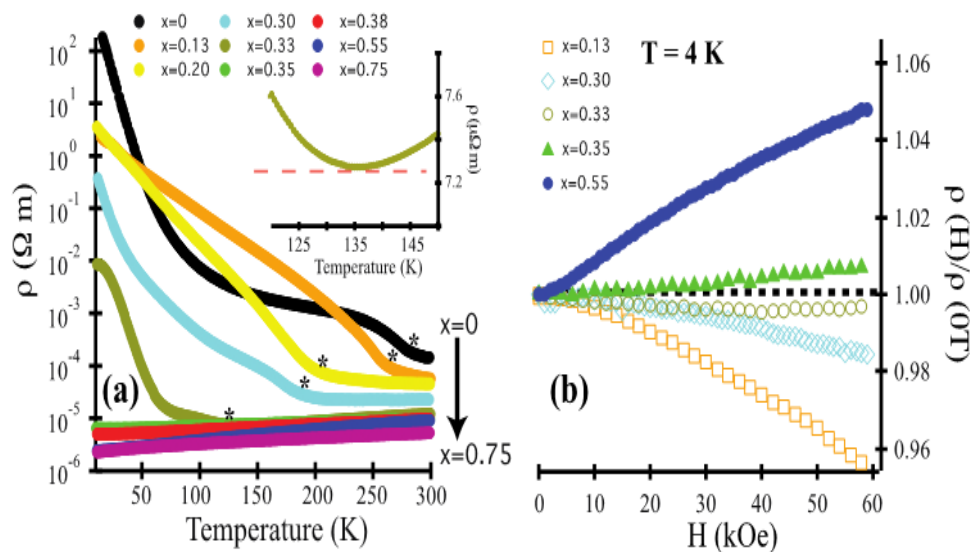 x=0
x=0.30
x=0.38
x=0.13
x=0.33
x=0.55
x=0.20
x=0.35
x=0.75
10²
10¹
10⁰
10⁻¹
10⁻²
10⁻³
10⁻⁴
10⁻⁵
10⁻⁶
ρ (Ω m)
50
100
150
200
250
300
Temperature (K)
(a)
* * * * *
x=0
x=0.75
7.6
7.2
ρ (μΩ m)
125
135
145
Temperature (K)
x=0.13
x=0.30
x=0.33
x=0.35
x=0.55
T = 4 K
(b)
1.06
1.04
1.02
1.00
0.98
0.96
ρ (H)/ρ (0T)
0
10
20
30
40
50
60
H (kOe)